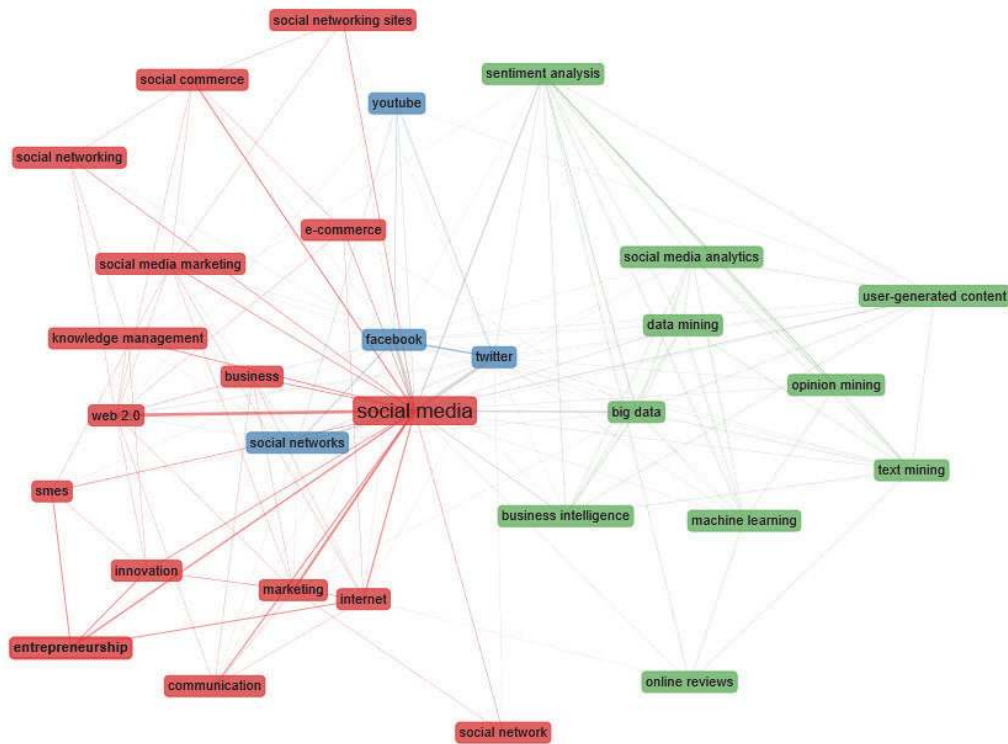 social networking sites
sentiment analysis
social commerce
youtube
social networking
e-commerce
social media analytics
social media marketing
user-generated content
data mining
knowledge management
facebook
twitter
business
opinion mining
social media
big data
web 2.0
social networks
text mining
smes
business intelligence
machine learning
innovation
marketing
internet
entrepreneurship
online reviews
communication
social network